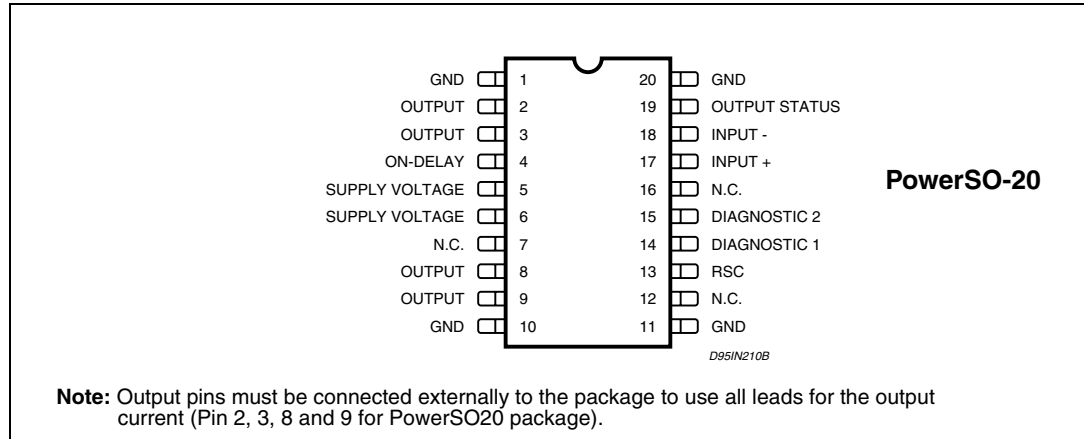 GND 1 20 GND
OUTPUT 2 19 OUTPUT STATUS
OUTPUT 3 18 INPUT -
ON-DELAY 4 17 INPUT +
SUPPLY VOLTAGE 5 16 N.C.
SUPPLY VOLTAGE 6 15 DIAGNOSTIC 2
N.C. 7 14 DIAGNOSTIC 1
OUTPUT 8 13 RSC
OUTPUT 9 12 N.C.
GND 10 11 GND
PowerSO-20
D95IN210B
Note: Output pins must be connected externally to the package to use all leads for the output
current (Pin 2, 3, 8 and 9 for PowerSO20 package).